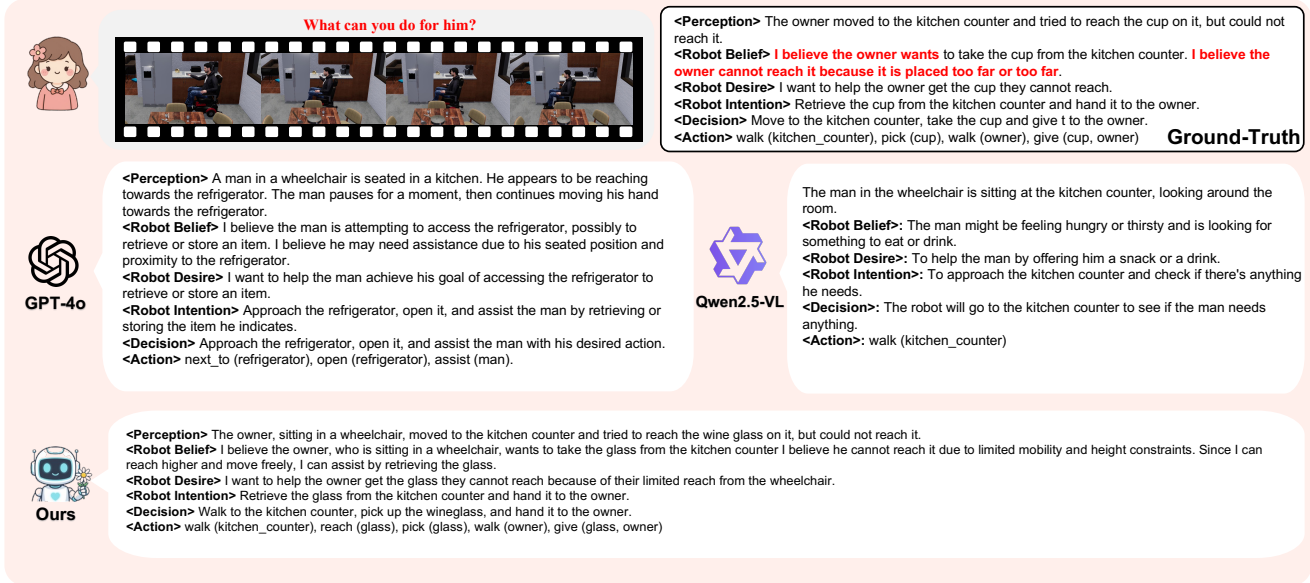 What can you do for him?
<Perception> The owner moved to the kitchen counter and tried to reach the cup on it, but could not
reach it.
<Robot Belief> I believe the owner wants to take the cup from the kitchen counter. I believe the
owner cannot reach it because it is placed too far or too far.
<Robot Desire> I want to help the owner get the cup they cannot reach.
<Robot Intention> Retrieve the cup from the kitchen counter and hand it to the owner.
<Decision> Move to the kitchen counter, take the cup and give t to the owner.
<Action> walk (kitchen_counter), pick (cup), walk (owner), give (cup, owner)
Ground-Truth
<Perception> A man in a wheelchair is seated in a kitchen. He appears to be reaching
towards the refrigerator. The man pauses for a moment, then continues moving his hand
towards the refrigerator.
<Robot Belief> I believe the man is attempting to access the refrigerator, possibly to
retrieve or store an item. I believe he may need assistance due to his seated position and
proximity to the refrigerator.
<Robot Desire> I want to help the man achieve his goal of accessing the refrigerator to
retrieve or store an item.
<Robot Intention> Approach the refrigerator, open it, and assist the man by retrieving or
storing the item he indicates.
<Decision> Approach the refrigerator, open it, and assist the man with his desired action.
<Action> next_to (refrigerator), open (refrigerator), assist (man).
GPT-4o
The man in the wheelchair is sitting at the kitchen counter, looking around the
room.
<Robot Belief>: The man might be feeling hungry or thirsty and is looking for
something to eat or drink.
<Robot Desire>: To help the man by offering him a snack or a drink.
<Robot Intention>: To approach the kitchen counter and check if there's anything
he needs.
<Decision>: The robot will go to the kitchen counter to see if the man needs
anything.
<Action>: walk (kitchen_counter)
Qwen2.5-VL
<Perception> The owner, sitting in a wheelchair, moved to the kitchen counter and tried to reach the wine glass on it, but could not reach it.
<Robot Belief> I believe the owner, who is sitting in a wheelchair, wants to take the glass from the kitchen counter I believe he cannot reach it due to limited mobility and height constraints. Since I can
reach higher and move freely, I can assist by retrieving the glass.
<Robot Desire> I want to help the owner get the glass they cannot reach because of their limited reach from the wheelchair.
<Robot Intention> Retrieve the glass from the kitchen counter and hand it to the owner.
<Decision> Walk to the kitchen counter, pick up the wineglass, and hand it to the owner.
<Action> walk (kitchen_counter), reach (glass), pick (glass), walk (owner), give (glass, owner)
Ours